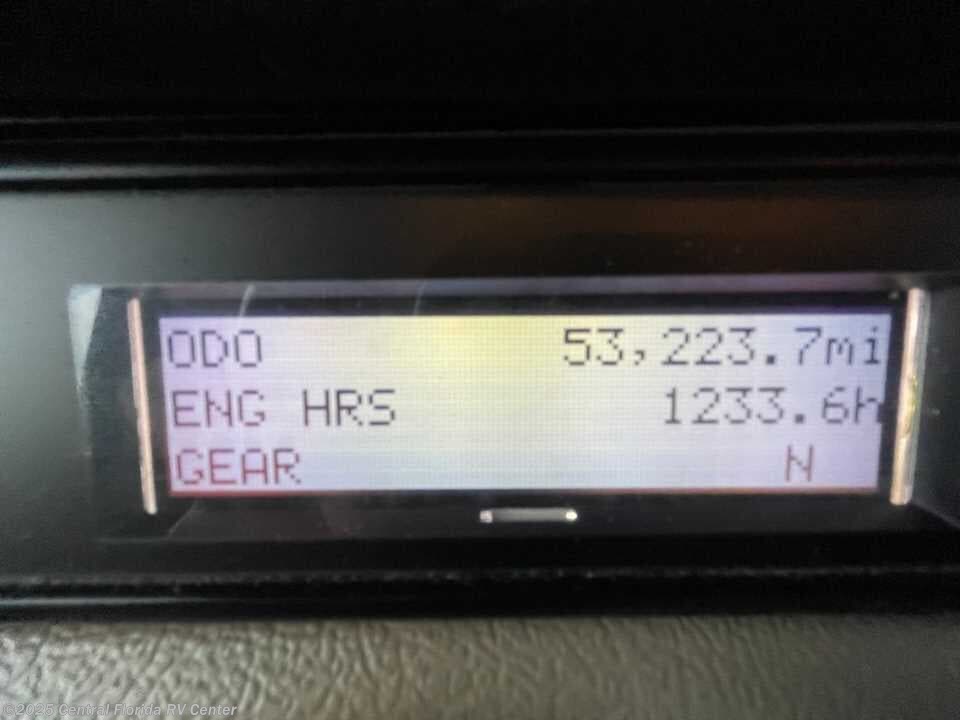 ODO 53,223.7mi
ENG HRS 1233.6h
GEAR N
©2025 Central Florida RV Center